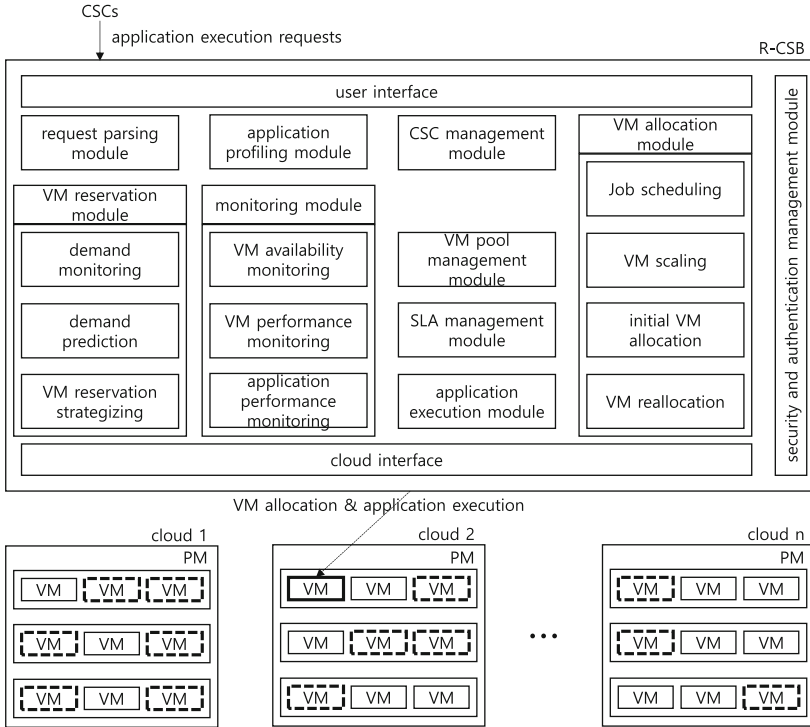 CSCs
application execution requests
R-CSB
user interface
request parsing
module
application
profiling module
CSC management
module
VM allocation
module
Job scheduling
VM scaling
initial VM
allocation
VM reallocation
VM reservation
module
demand
monitoring
demand
prediction
VM reservation
strategizing
monitoring module
VM availability
monitoring
VM performance
monitoring
application
performance
monitoring
VM pool
management
module
SLA management
module
application
execution module
security and authentication management module
cloud interface
VM allocation & application execution
cloud 1
PM
VM VM VM
VM VM VM
VM VM VM
cloud 2
PM
VM VM VM
VM VM VM
VM VM VM
...
cloud n
PM
VM VM VM
VM VM VM
VM VM VM